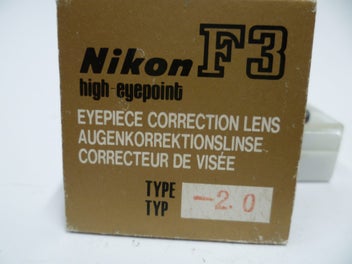 Nikon F3
high-eyepoint
EYEPIECE CORRECTION LENS
AUGENKORREKTIONSLINSE
CORRECTEUR DE VISÉE
TYPE
TYP -2.0